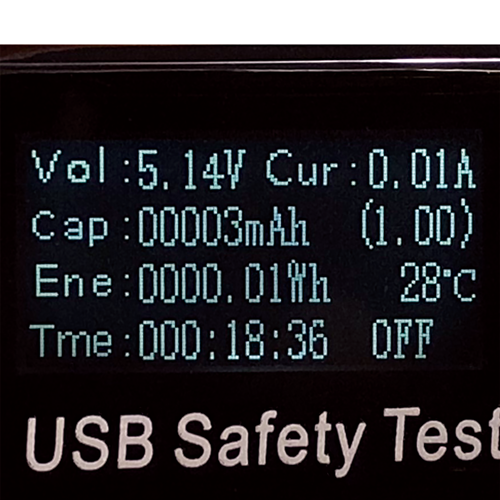 Vol:5.14V Cur:0.01A
Cap:00003mAh (1.00)
Ene:0000.01Wh 28°C
Tme:000:18:36 OFF
USB Safety Test